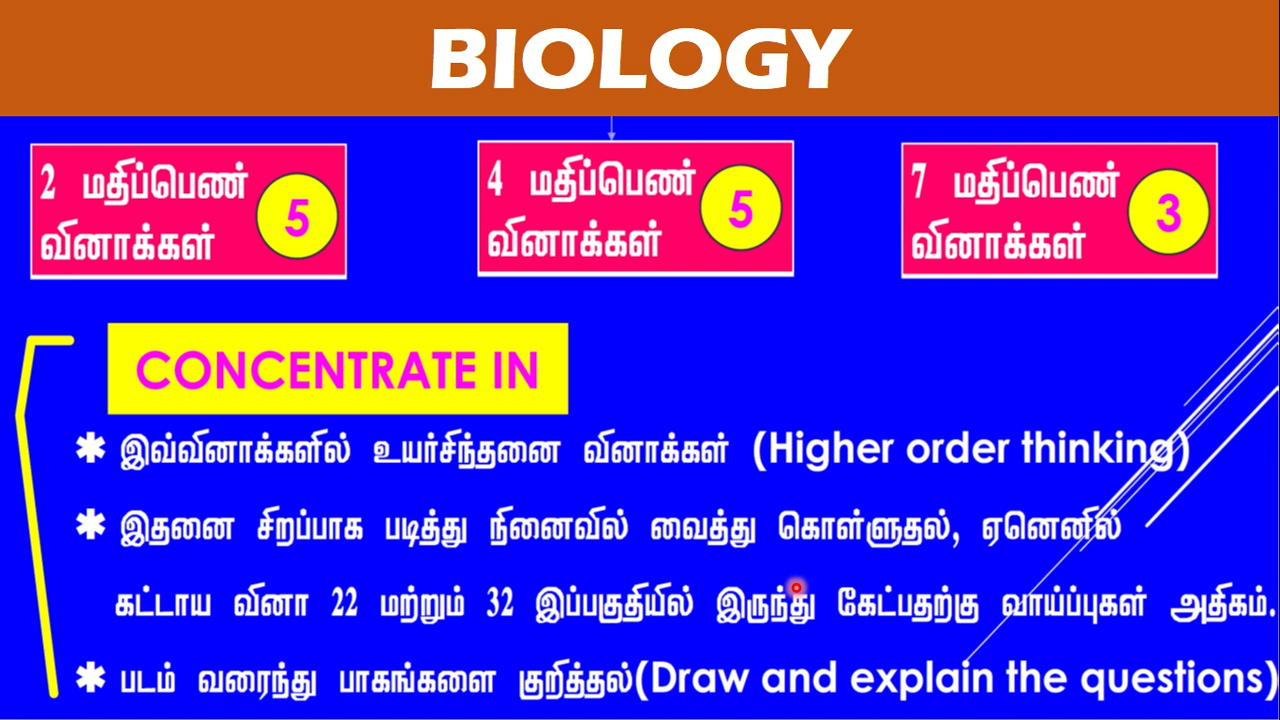 BIOLOGY
2 மதிப்பெண்
வினாக்கள்
5
4 மதிப்பெண்
வினாக்கள்
5
7 மதிப்பெண்
வினாக்கள்
3
CONCENTRATE IN
✱ இவ்வினாக்களில் உயர்சிந்தனை வினாக்கள் (Higher order thinking)
✱ இதனை சிறப்பாக படித்து நினைவில் வைத்து கொள்ளுதல், ஏனெனில்
கட்டாய வினா 22 மற்றும் 32 இப்பகுதியில் இருந்து கேட்பதற்கு வாய்ப்புகள் அதிகம்.
✱ படம் வரைந்து பாகங்களை குறித்தல்(Draw and explain the questions)